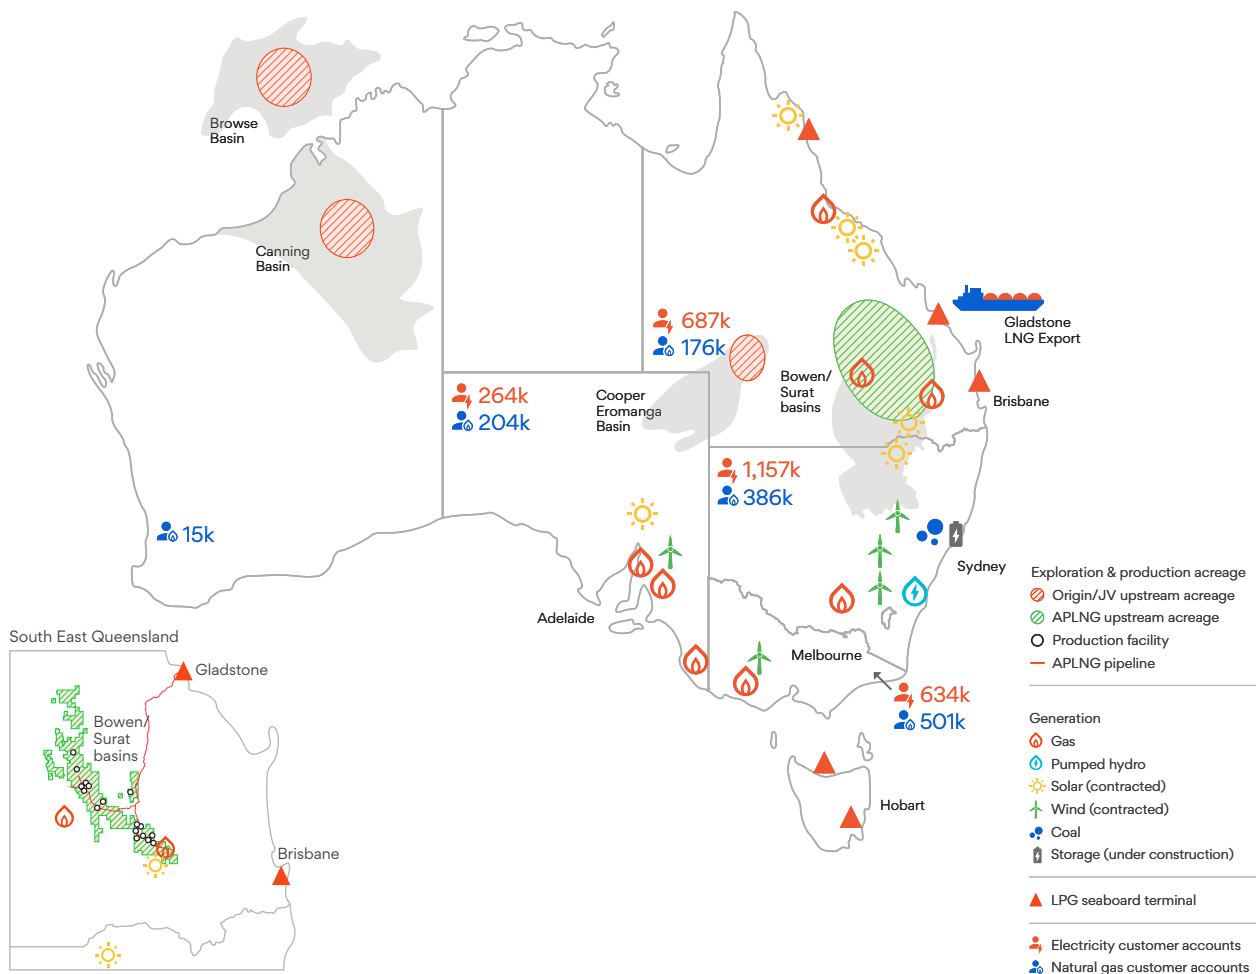 Browse
Basin
Canning
Basin
687k
176k
Gladstone
LNG Export
264k
204k
Cooper
Eromanga
Basin
Bowen/
Surat
basins
Brisbane
1,157k
386k
15k
Sydney
Adelaide
Melbourne
634k
501k
Hobart
South East Queensland
Gladstone
Bowen/
Surat
basins
Brisbane
Exploration & production acreage
Origin/JV upstream acreage
APLNG upstream acreage
Production facility
APLNG pipeline
Generation
Gas
Pumped hydro
Solar (contracted)
Wind (contracted)
Coal
Storage (under construction)
LPG seaboard terminal
Electricity customer accounts
Natural gas customer accounts